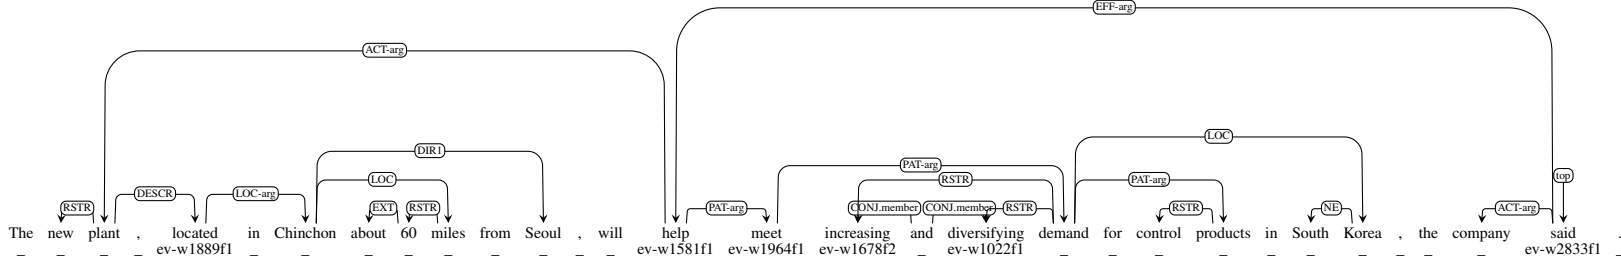 EFF-arg
ACT-arg
LOC
DIR1
PAT-arg
LOC RSTR PAT-arg top
DESCR LOC-arg
RSTR EXT RSTR PAT-arg CONJ.member CONJ.member RSTR RSTR NE ACT-arg
The new plant , located in Chinchon about 60 miles from Seoul , will help meet increasing and diversifying demand for control products in South Korea , the company said .
_ _ _ _ ev-w1889f1 _ _ _ _ _ _ _ _ _ ev-w1581f1 ev-w1964f1 ev-w1678f2 _ ev-w1022f1 _ _ _ _ _ _ _ _ _ _ ev-w2833f1 _